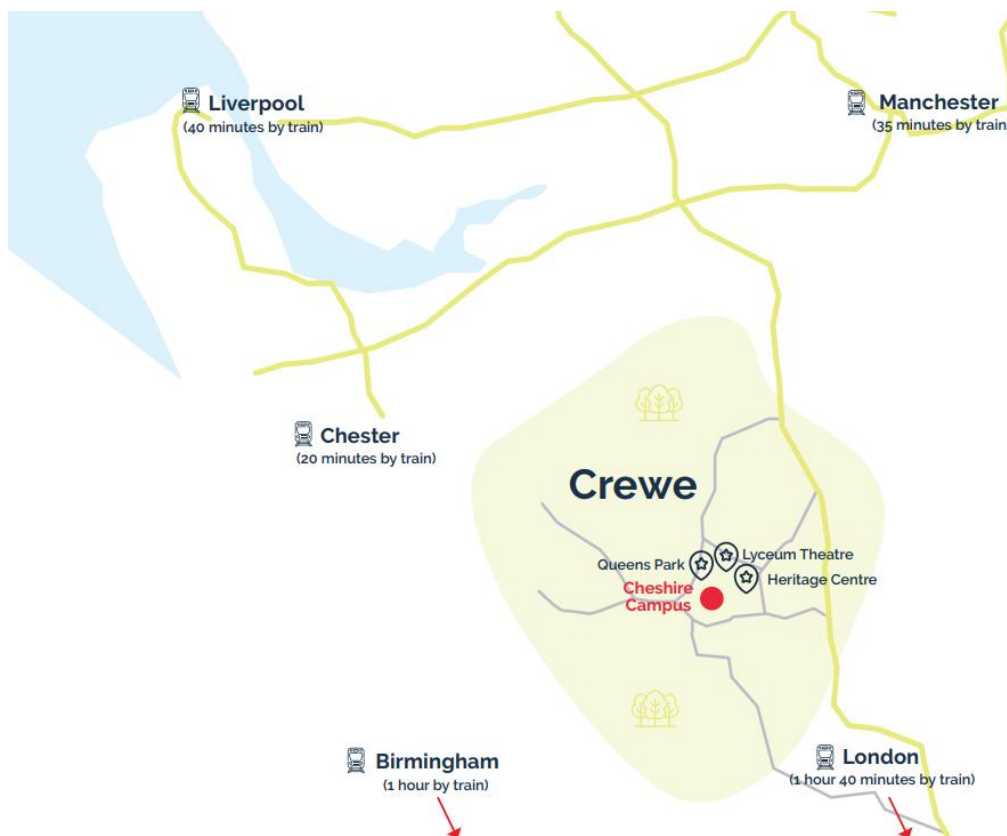 Liverpool
(40 minutes by train)
Manchester
(35 minutes by train
Chester
(20 minutes by train)
Crewe
Lyceum Theatre
Queens Park
Heritage Centre
Cheshire
Campus
Birmingham
(1 hour by train)
London
(1 hour 40 minutes by train)